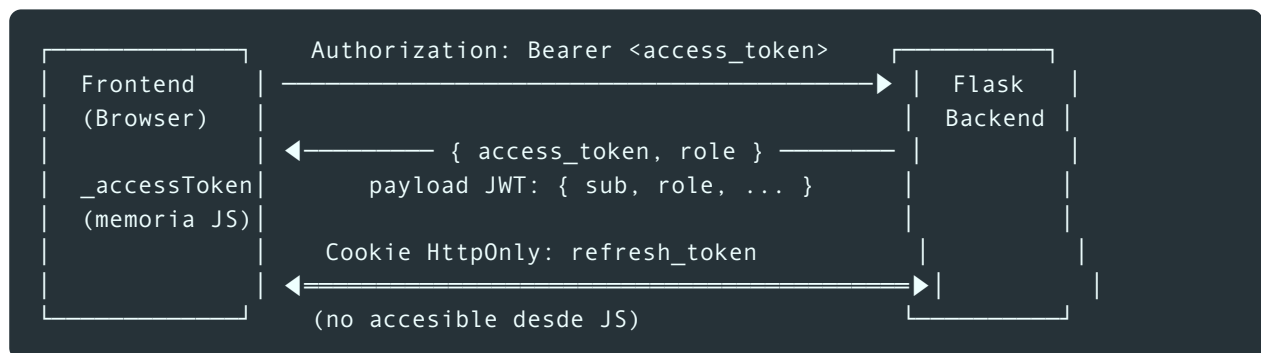 Authorization: Bearer <access_token>
Frontend Flask
(Browser) Backend
{ access_token, role }
_accessToken payload JWT: { sub, role, ... }
(memoria JS)
Cookie HttpOnly: refresh_token
(no accesible desde JS)